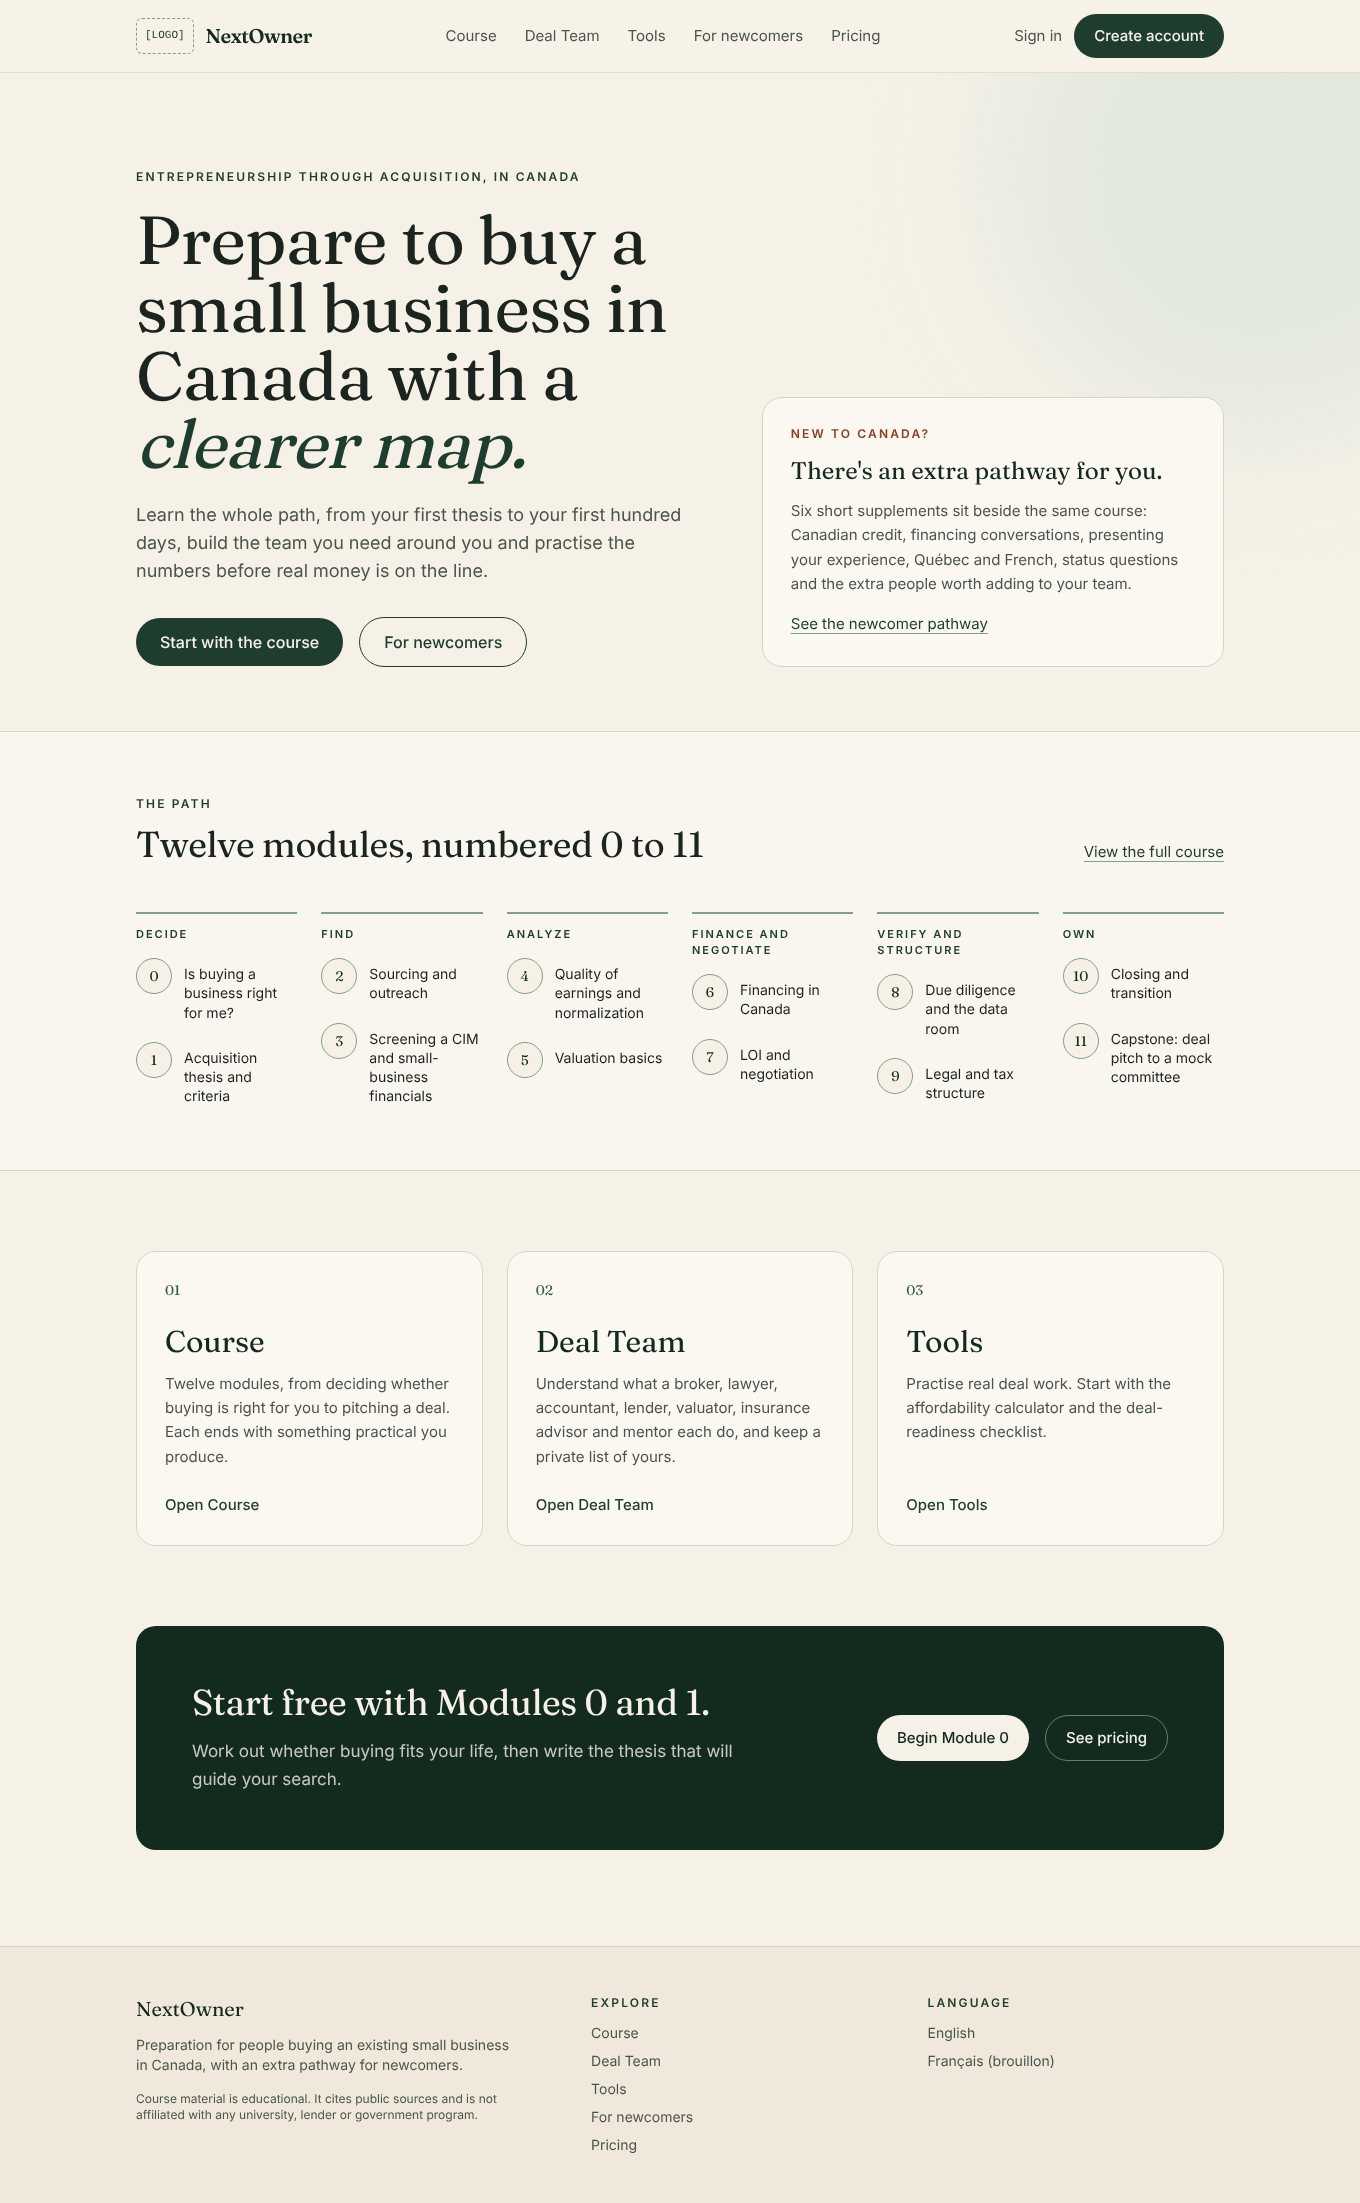 [LOGO] NextOwner
Course Deal Team Tools For newcomers Pricing
Sign in Create account
ENTREPRENEURSHIP THROUGH ACQUISITION, IN CANADA
Prepare to buy a
small business in
Canada with a
clearer map.
Learn the whole path, from your first thesis to your first hundred
days, build the team you need around you and practise the
numbers before real money is on the line.
Start with the course For newcomers
NEW TO CANADA?
There's an extra pathway for you.
Six short supplements sit beside the same course:
Canadian credit, financing conversations, presenting
your experience, Québec and French, status questions
and the extra people worth adding to your team.
See the newcomer pathway
THE PATH
Twelve modules, numbered 0 to 11
View the full course
DECIDE
0 Is buying a
business right
for me?
1 Acquisition
thesis and
criteria
FIND
2 Sourcing and
outreach
3 Screening a CIM
and small-
business
financials
ANALYZE
4 Quality of
earnings and
normalization
5 Valuation basics
FINANCE AND
NEGOTIATE
6 Financing in
Canada
7 LOI and
negotiation
VERIFY AND
STRUCTURE
8 Due diligence
and the data
room
9 Legal and tax
structure
OWN
10 Closing and
transition
11 Capstone: deal
pitch to a mock
committee
01
Course
Twelve modules, from deciding whether
buying is right for you to pitching a deal.
Each ends with something practical you
produce.
Open Course
02
Deal Team
Understand what a broker, lawyer,
accountant, lender, valuator, insurance
advisor and mentor each do, and keep a
private list of yours.
Open Deal Team
03
Tools
Practise real deal work. Start with the
affordability calculator and the deal-
readiness checklist.
Open Tools
Start free with Modules 0 and 1.
Work out whether buying fits your life, then write the thesis that will
guide your search.
Begin Module 0 See pricing
NextOwner
Preparation for people buying an existing small business
in Canada, with an extra pathway for newcomers.
Course material is educational. It cites public sources and is not
affiliated with any university, lender or government program.
EXPLORE
Course
Deal Team
Tools
For newcomers
Pricing
LANGUAGE
English
Français (brouillon)